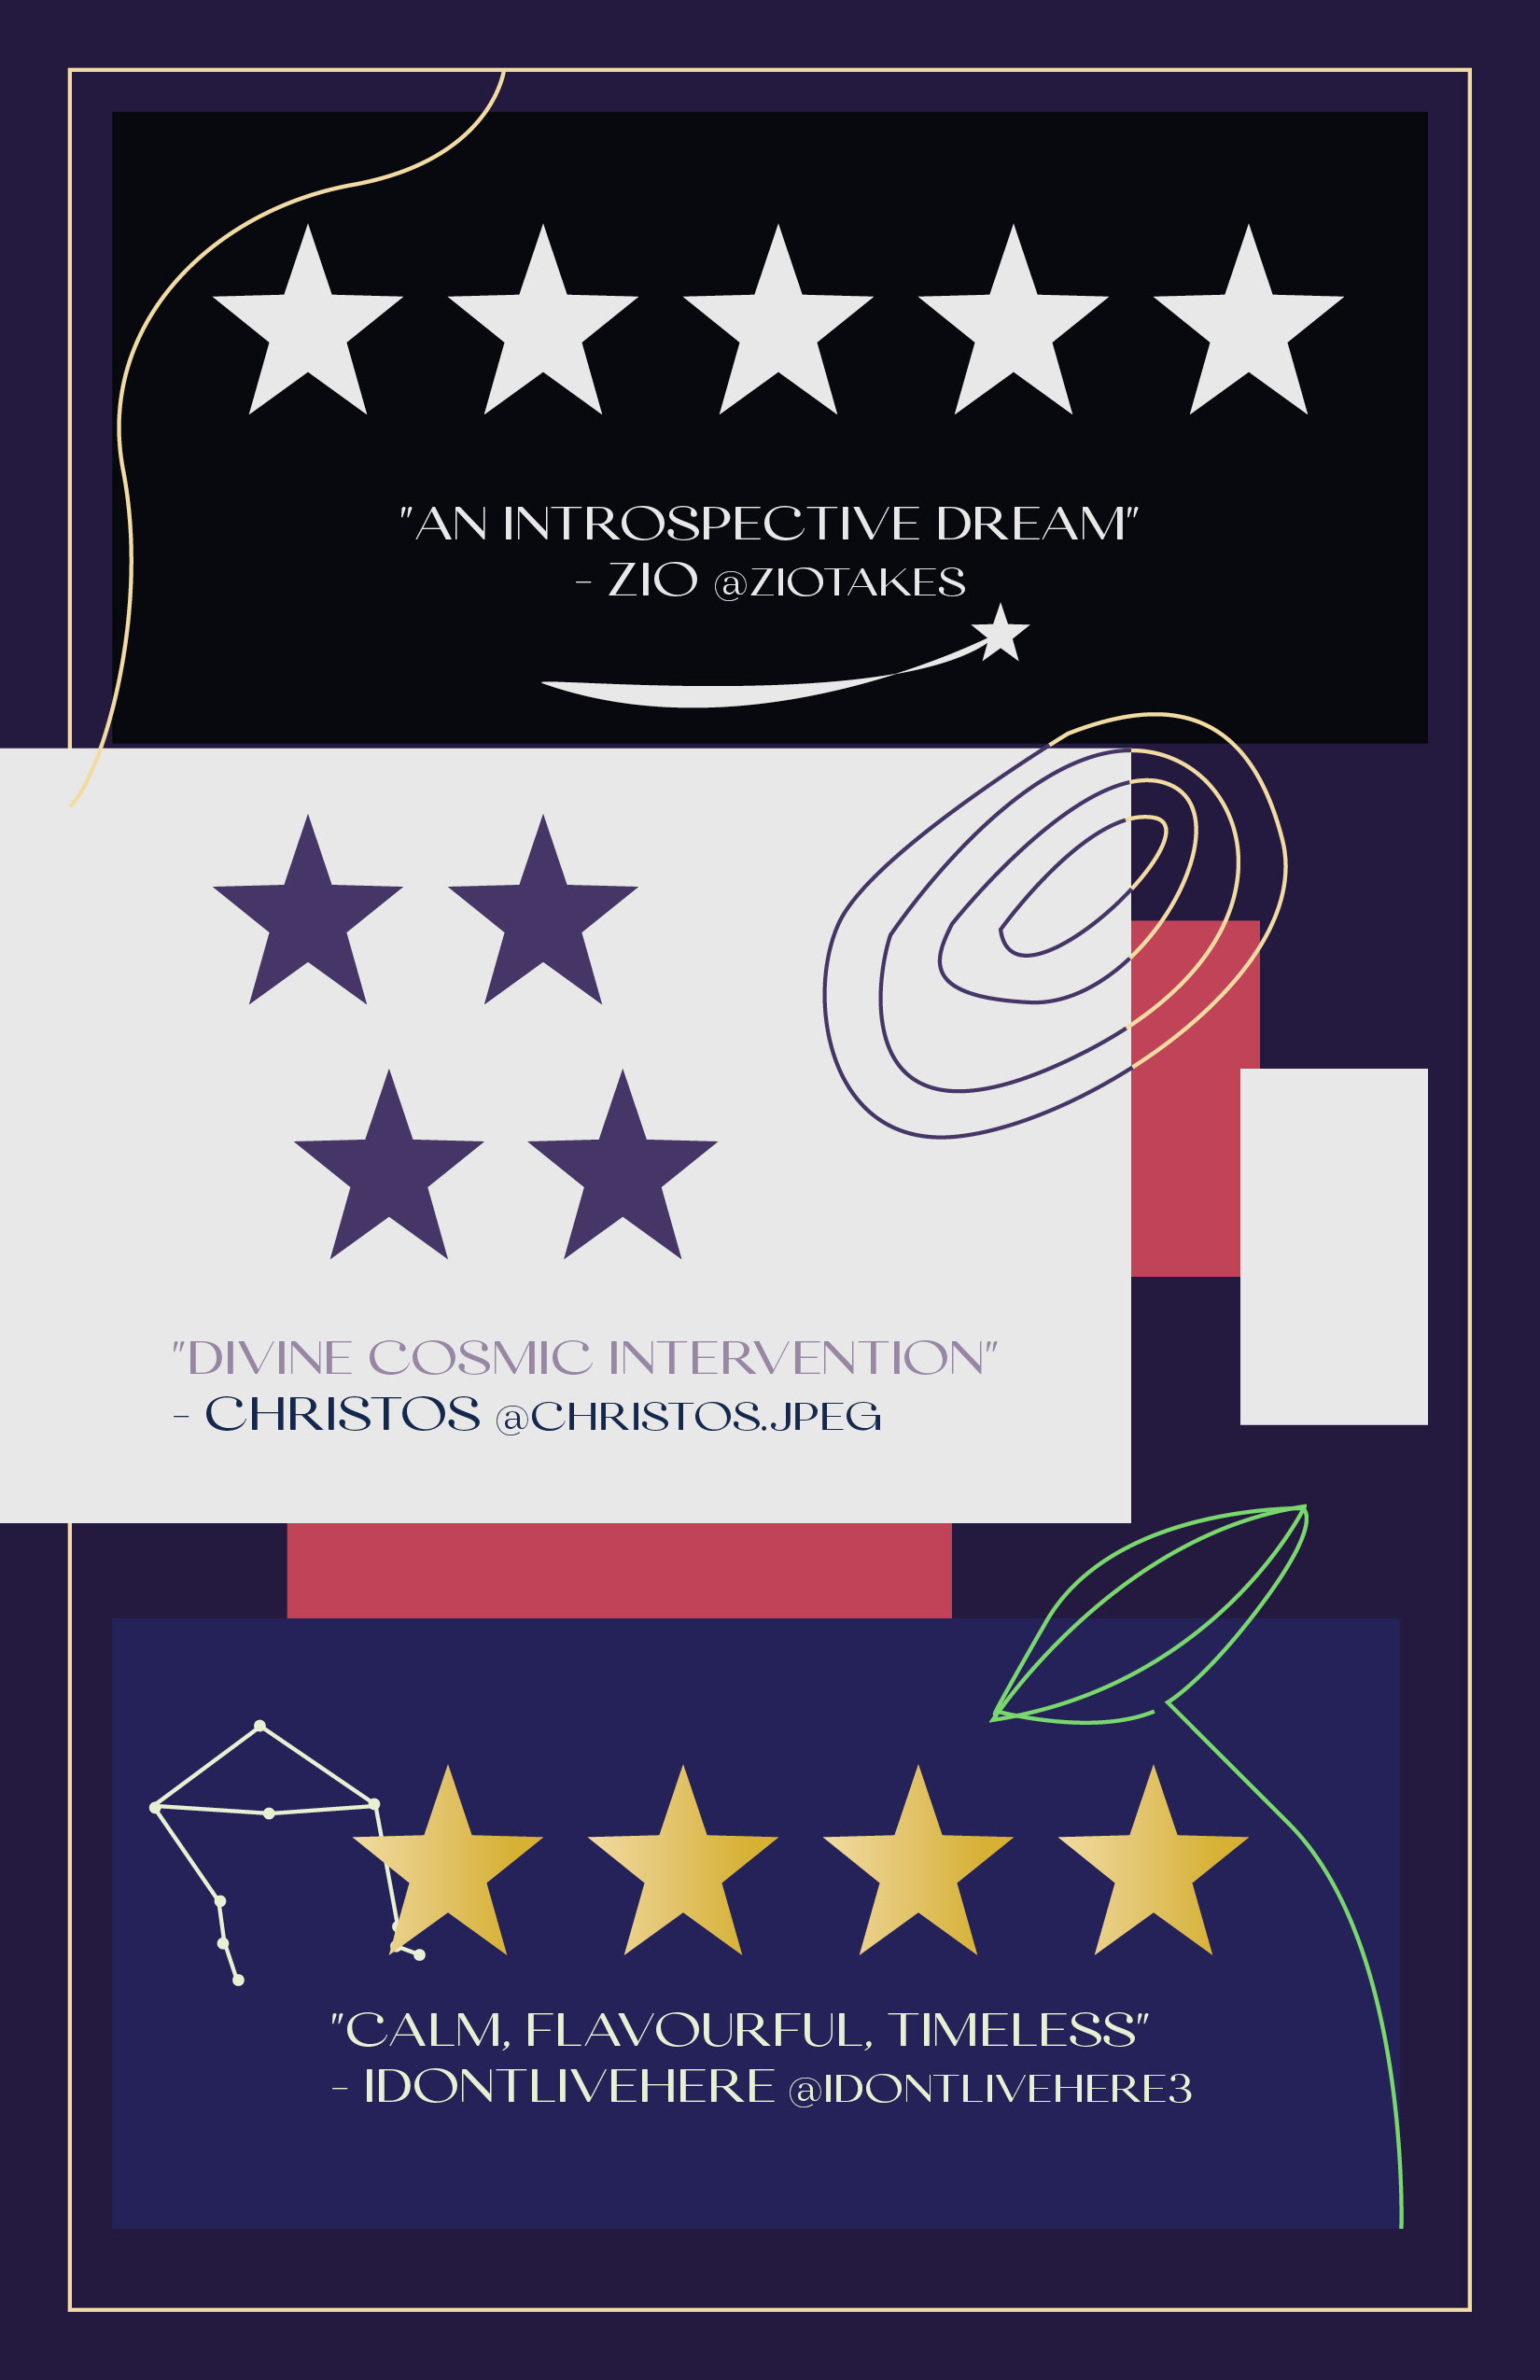 "AN INTROSPECTIVE DREAM"
- ZIO @ZIOTAKES
"DIVINE COSMIC INTERVENTION"
- CHRISTOS @CHRISTOS.JPEG
"CALM, FLAVOURFUL, TIMELESS"
- IDONTLIVEHERE @IDONTLIVEHERE3